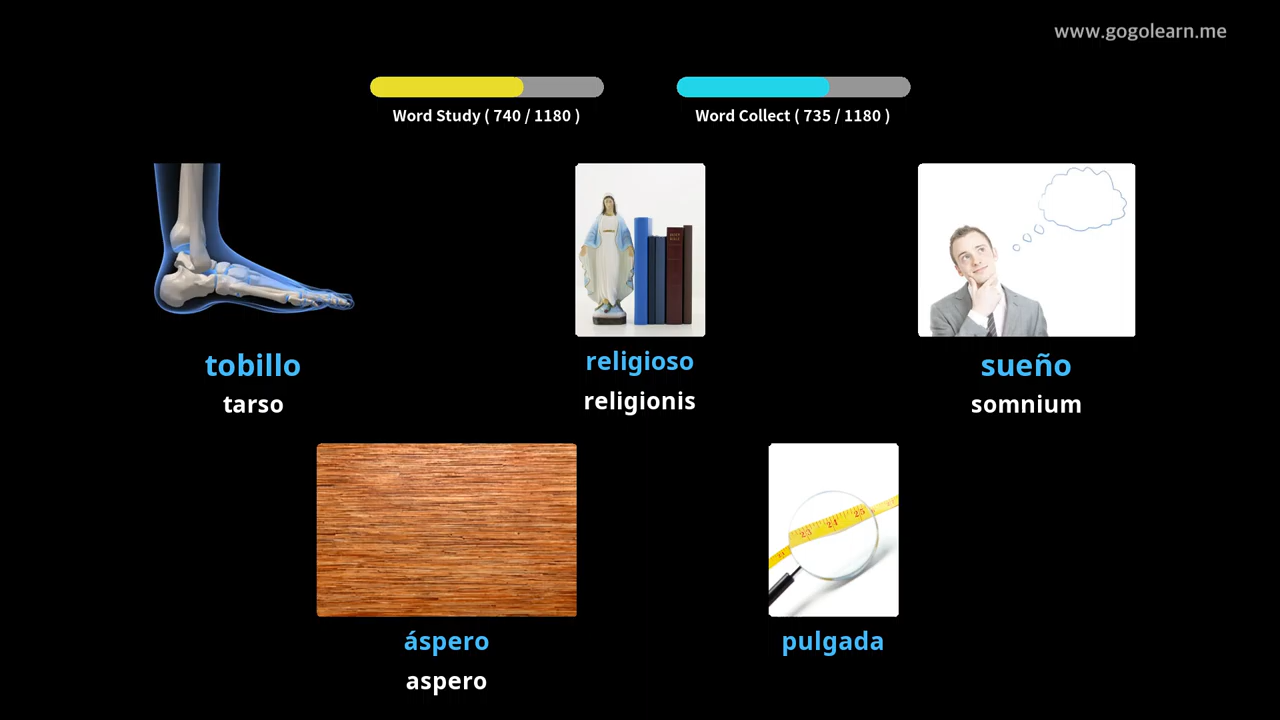 www.gogolearn.me
Word Study ( 740 / 1180 )
Word Collect ( 735 / 1180 )
tobillo
tarso
religioso
religionis
sueño
somnium
áspero
aspero
pulgada